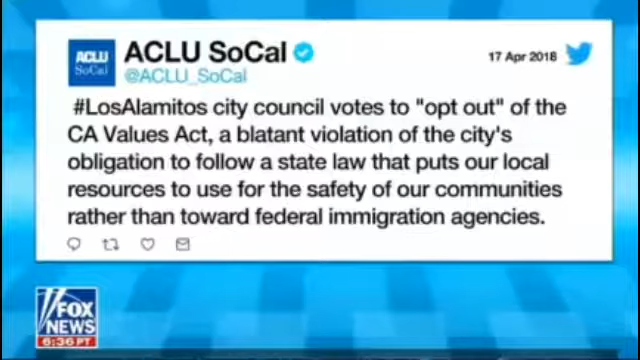 ACLU
SoCal
ACLU SoCal
@ACLU_SoCal
17 Apr 2018
#LosAlamitos city council votes to "opt out" of the
CA Values Act, a blatant violation of the city's
obligation to follow a state law that puts our local
resources to use for the safety of our communities
rather than toward federal immigration agencies.
FOX
NEWS
6:36 PT